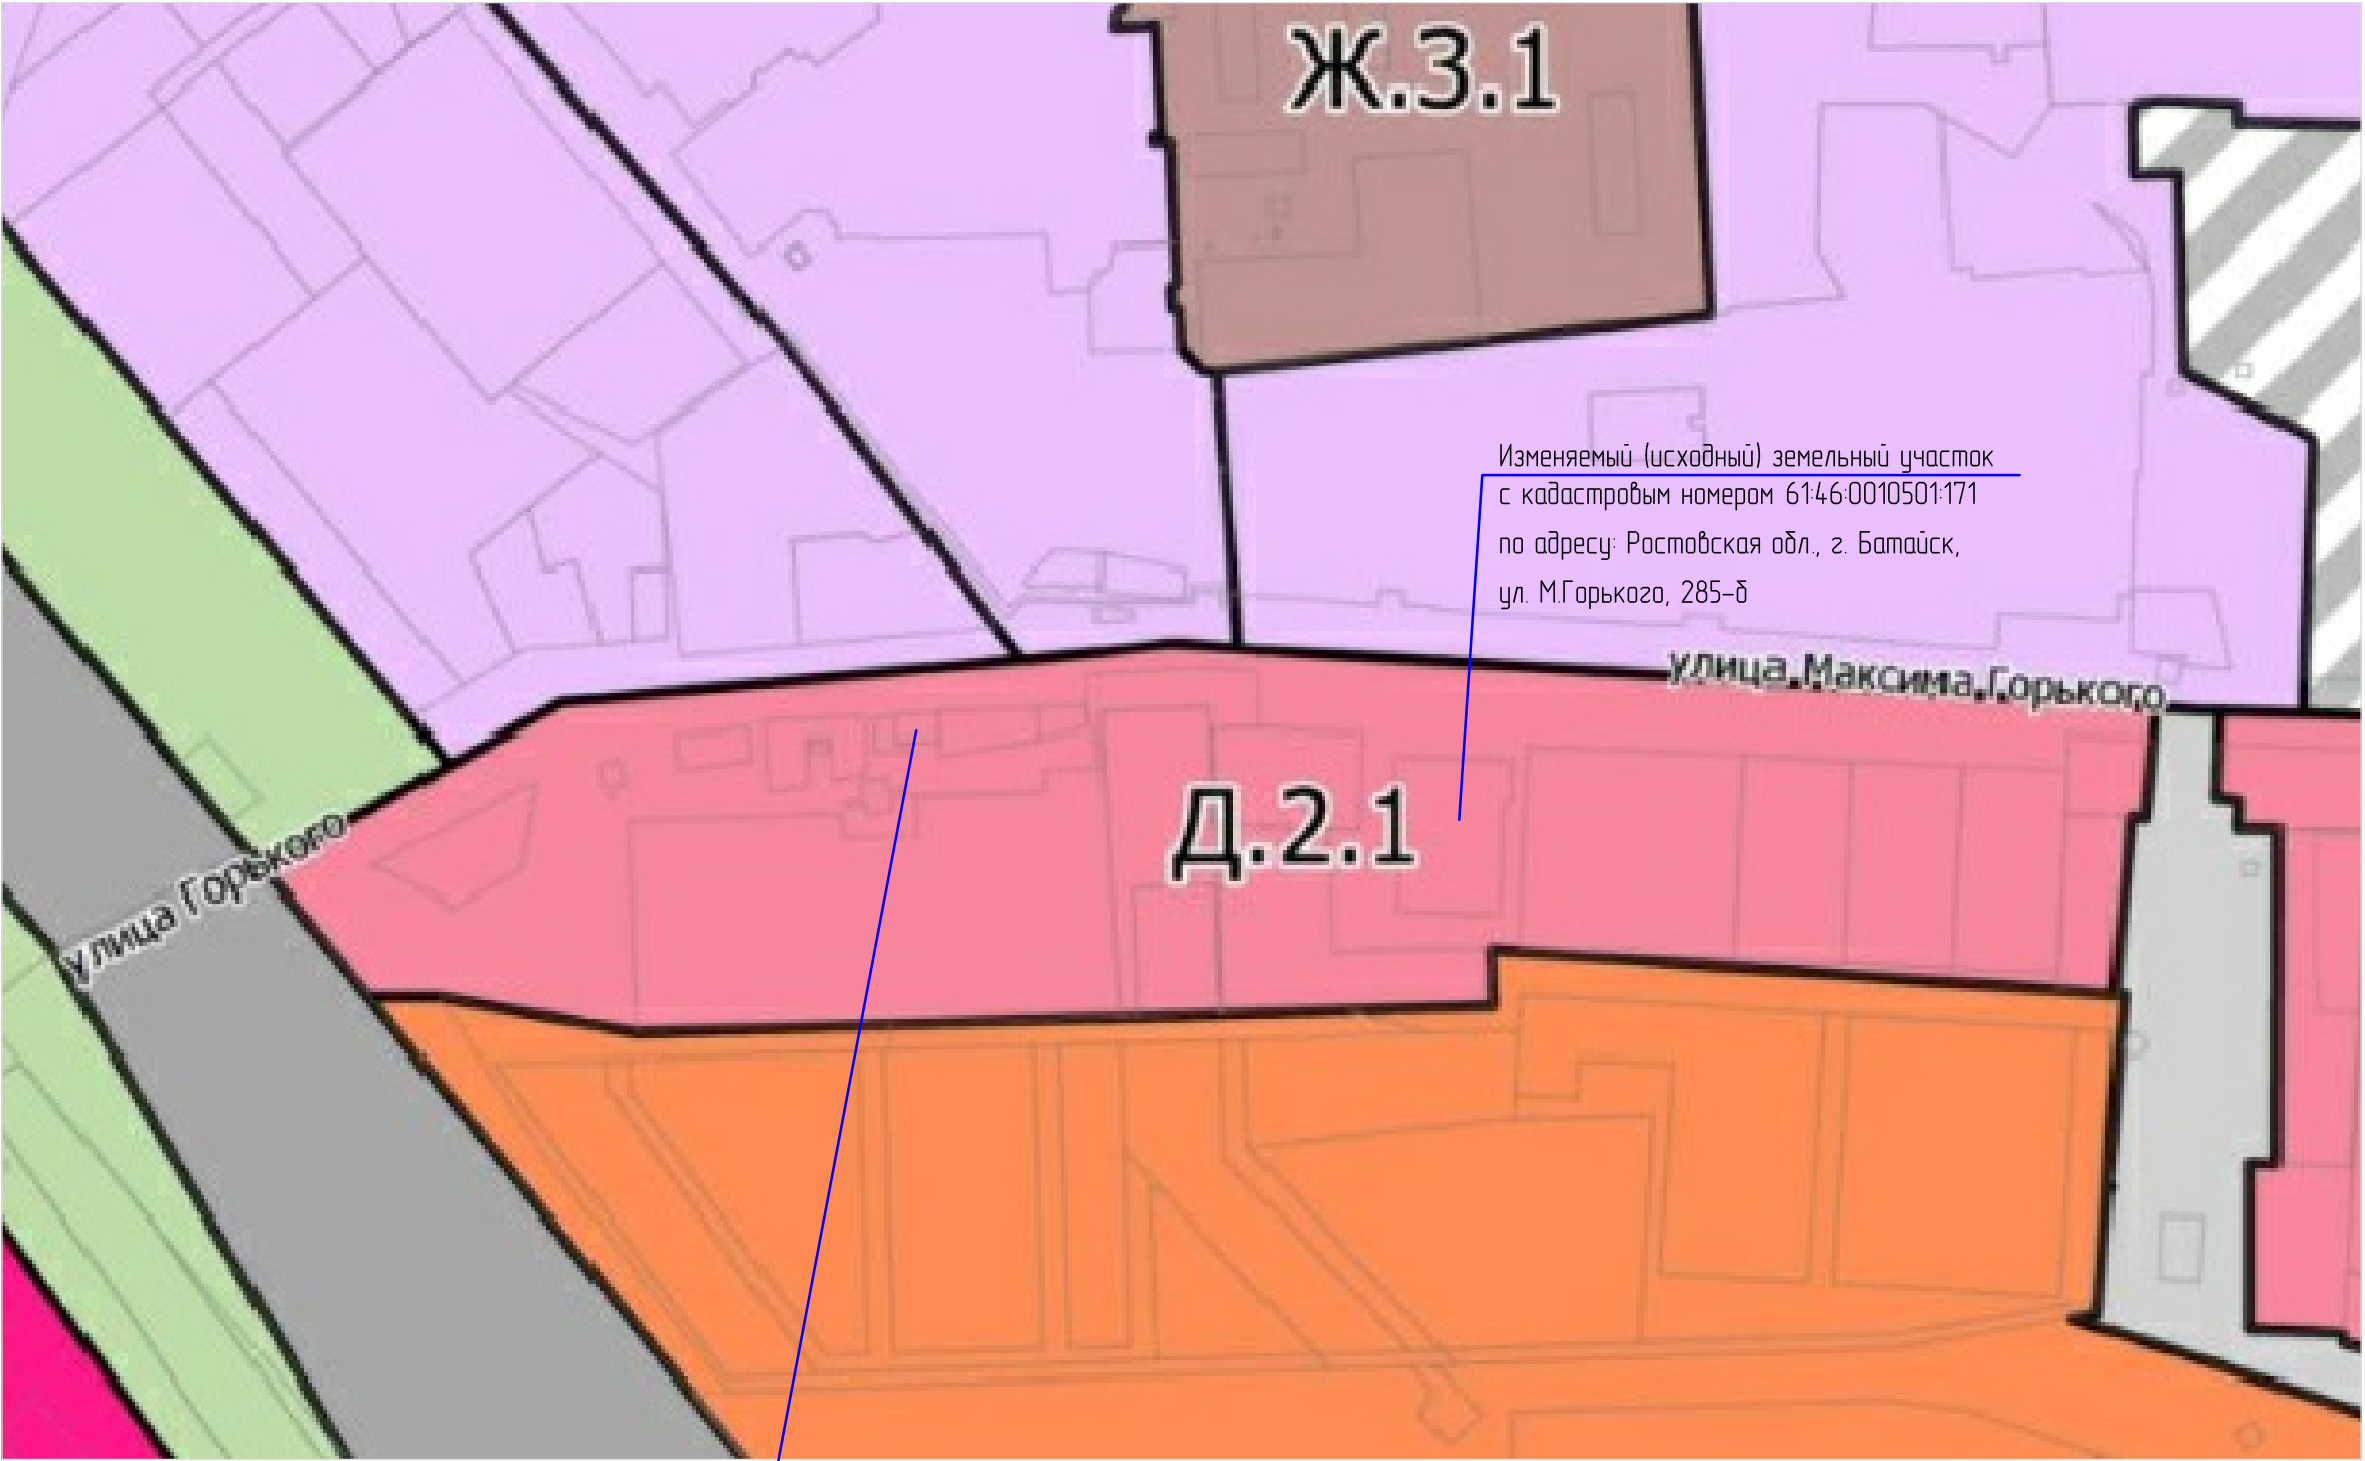 Ж.3.1
Изменяемый (исходный) земельный участок
с кадастровым номером 61:46:0010501:171
по адресу: Ростовская обл., г. Батайск,
ул. М.Горького, 285-б
улица Максима Горького
Д.2.1
улица Горького